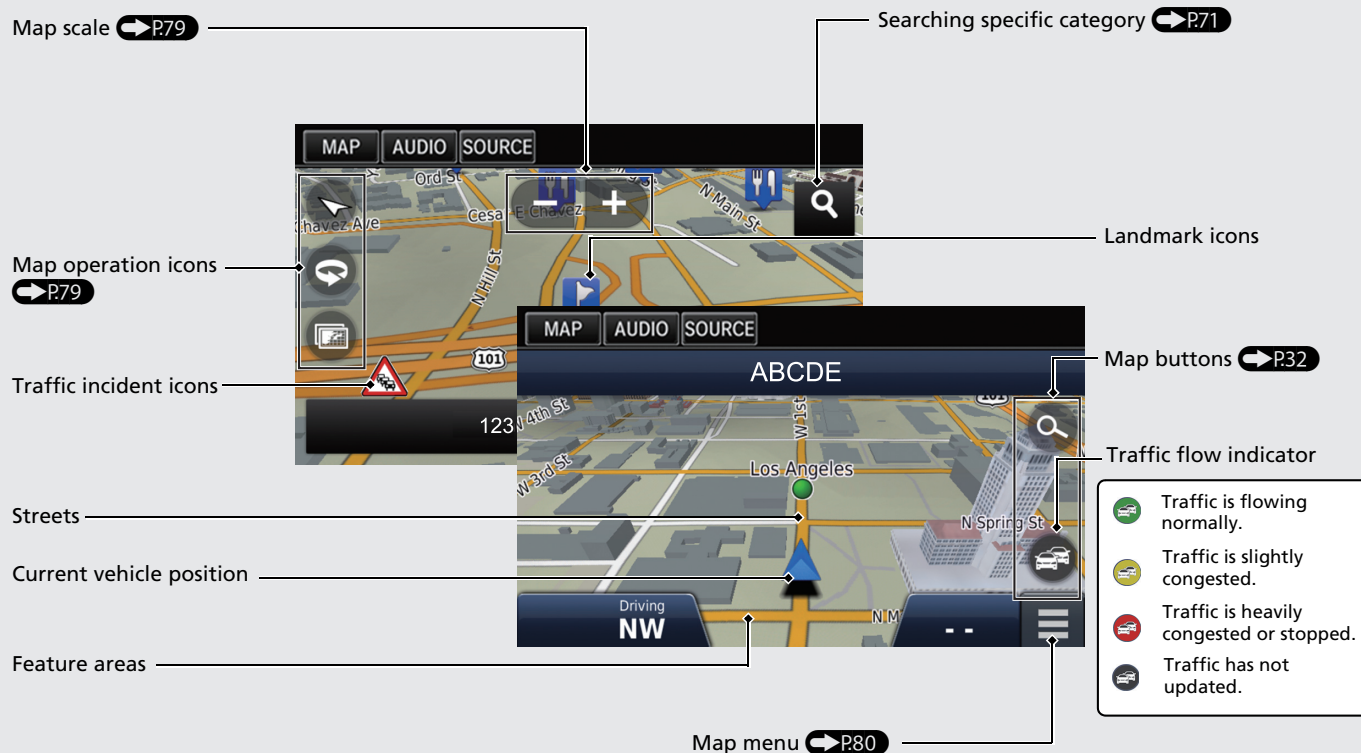 Map scale P.79
Searching specific category P.71
MAP AUDIO SOURCE
Ord St
N Main St
Chavez Ave
Cesa E Chavez
Landmark icons
Map operation icons
P.79
N Hill St
MAP AUDIO SOURCE
101
Map buttons P.32
ABCDE
Traffic incident icons
101
123
W 4th St
W 1st
Traffic flow indicator
Los Angeles
W 3rd St
Traffic is flowing
normally.
Streets
N Spring St
Traffic is slightly
congested.
Current vehicle position
Driving
NW
N M
- -
Traffic is heavily
congested or stopped.
Feature areas
Traffic has not
updated.
Map menu P.80